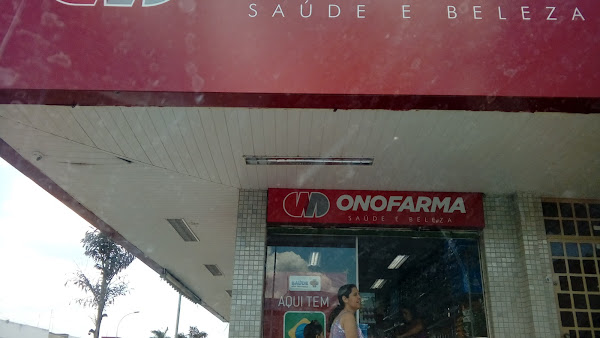 SAÚDE E BELEZA
ONOFARMA
SAÚDE E BELEZA
AQUI TEM